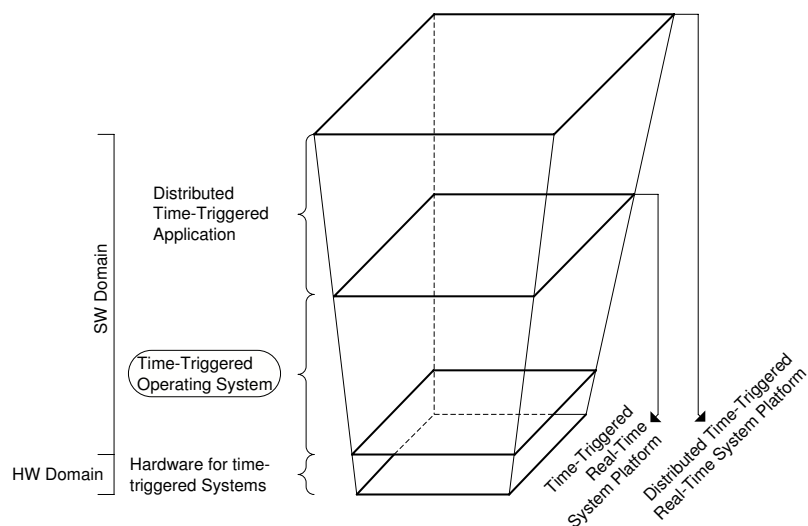 Distributed
Time-Triggered
Application
SW Domain
Time-Triggered
Operating System
HW Domain
Hardware for time-
triggered Systems
Time-Triggered
Real-Time
System Platform
Distributed Time-Triggered
Real-Time System Platform